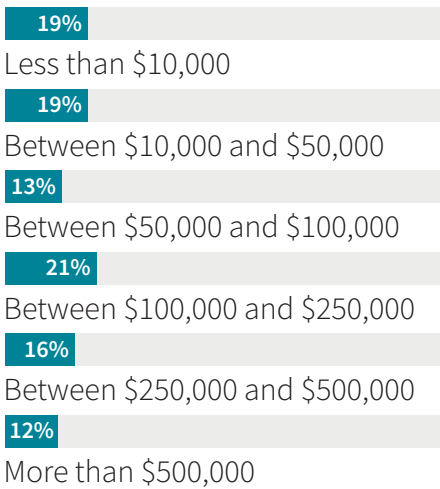 19%
Less than $10,000
19%
Between $10,000 and $50,000
13%
Between $50,000 and $100,000
21%
Between $100,000 and $250,000
16%
Between $250,000 and $500,000
12%
More than $500,000